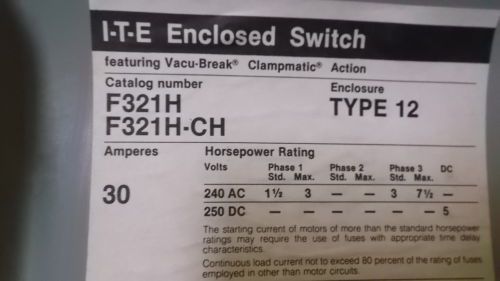 I-T-E Enclosed Switch
featuring Vacu-Break® Clampmatic® Action
Catalog number Enclosure
F321H TYPE 12
F321H-CH
Amperes Horsepower Rating
Volts Phase 1 Phase 2 Phase 3 DC
Std. Max. Std. Max. Std. Max.
30 240 AC 1½ 3 — — 3 7½ —
250 DC — — — — — — 5
The starting current of motors of more than the standard horsepower
ratings may require the use of fuses with appropriate time delay
characteristics.
Continuous load current not to exceed 80 percent of the rating of fuses
employed in other than motor circuits.